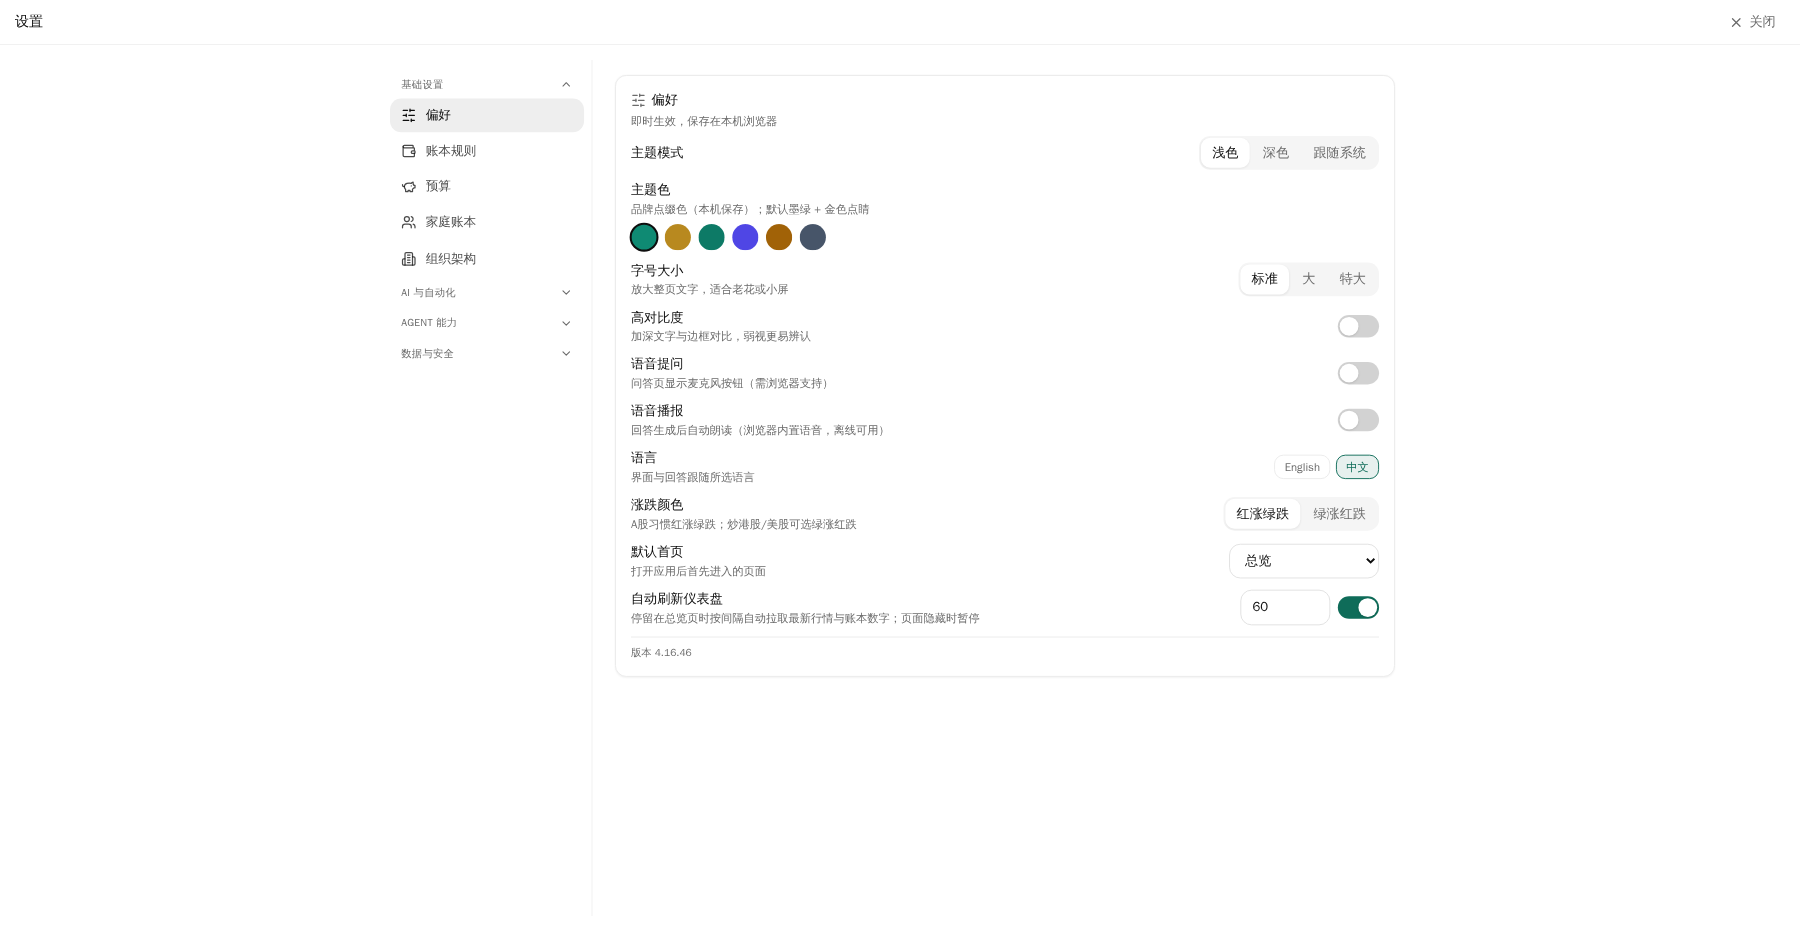 设置
关闭
基础设置
偏好
账本规则
预算
家庭账本
组织架构
AI 与自动化
AGENT 能力
数据与安全
偏好
即时生效，保存在本机浏览器
主题模式
浅色 深色 跟随系统
主题色
品牌点缀色（本机保存）；默认墨绿 + 金色点睛
字号大小
放大整页文字，适合老花或小屏
标准 大 特大
高对比度
加深文字与边框对比，弱视更易辨认
语音提问
问答页显示麦克风按钮（需浏览器支持）
语音播报
回答生成后自动朗读（浏览器内置语音，离线可用）
语言
界面与回答跟随所选语言
English 中文
涨跌颜色
A股习惯红涨绿跌；炒港股/美股可选绿涨红跌
红涨绿跌 绿涨红跌
默认首页
打开应用后首先进入的页面
总览
自动刷新仪表盘
停留在总览页时按间隔自动拉取最新行情与账本数字；页面隐藏时暂停
60
版本 4.16.46